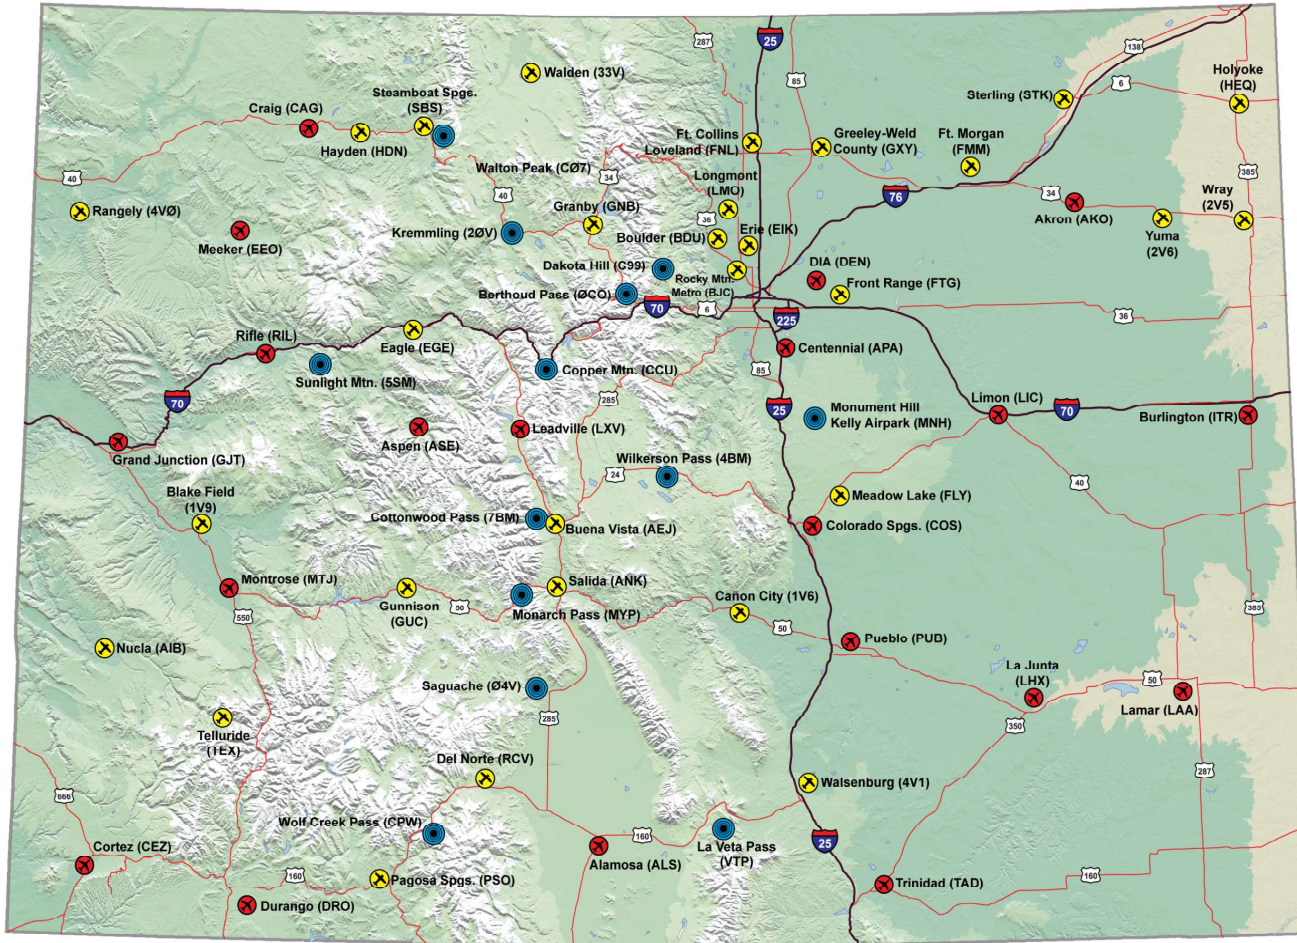 287
25
85
138
6
Walden (33V)
Holyoke
(HEQ)
Steamboat Spgs.
(SBS)
Sterling (STK)
Craig (CAG)
Hayden (HDN)
Ft. Collins
Loveland (FNL)
Greeley-Weld
County (GXY)
Ft. Morgan
(FMM)
Walton Peak (CØ7)
34
Longmont
(LMO)
40
40
385
76
34
Rangely (4VØ)
Granby (GNB)
36
Akron (AKO)
Wray
(2V5)
Meeker (EEO)
Kremmling (2ØV)
Boulder (BDU)
Erie (EIK)
Yuma
(2V6)
Dakota Hill (C99)
Rocky Mtn.
Metro (BJC)
DIA (DEN)
Front Range (FTG)
Berthoud Pass (ØCO)
70
6
225
36
Rifle (RIL)
Eagle (EGE)
Centennial (APA)
Sunlight Mtn. (5SM)
Copper Mtn. (CCU)
85
285
70
25
Monument Hill
Kelly Airpark (MNH)
Limon (LIC)
70
Burlington (ITR)
Grand Junction (GJT)
Aspen (ASE)
Leadville (LXV)
Wilkerson Pass (4BM)
24
40
Blake Field
(1V9)
Meadow Lake (FLY)
Cottonwood Pass (7BM)
Buena Vista (AEJ)
Colorado Spgs. (COS)
Montrose (MTJ)
Salida (ANK)
Gunnison
(GUC)
50
Monarch Pass (MYP)
Cañon City (1V6)
385
550
50
Nucla (AIB)
Pueblo (PUB)
La Junta
(LHX)
50
Saguache (Ø4V)
Lamar (LAA)
Telluride
(TEX)
285
350
Del Norte (RCV)
287
666
Walsenburg (4V1)
Wolf Creek Pass (CPW)
160
25
La Veta Pass
(VTP)
Cortez (CEZ)
Alamosa (ALS)
160
160
Pagosa Spgs. (PSO)
Trinidad (TAD)
Durango (DRO)